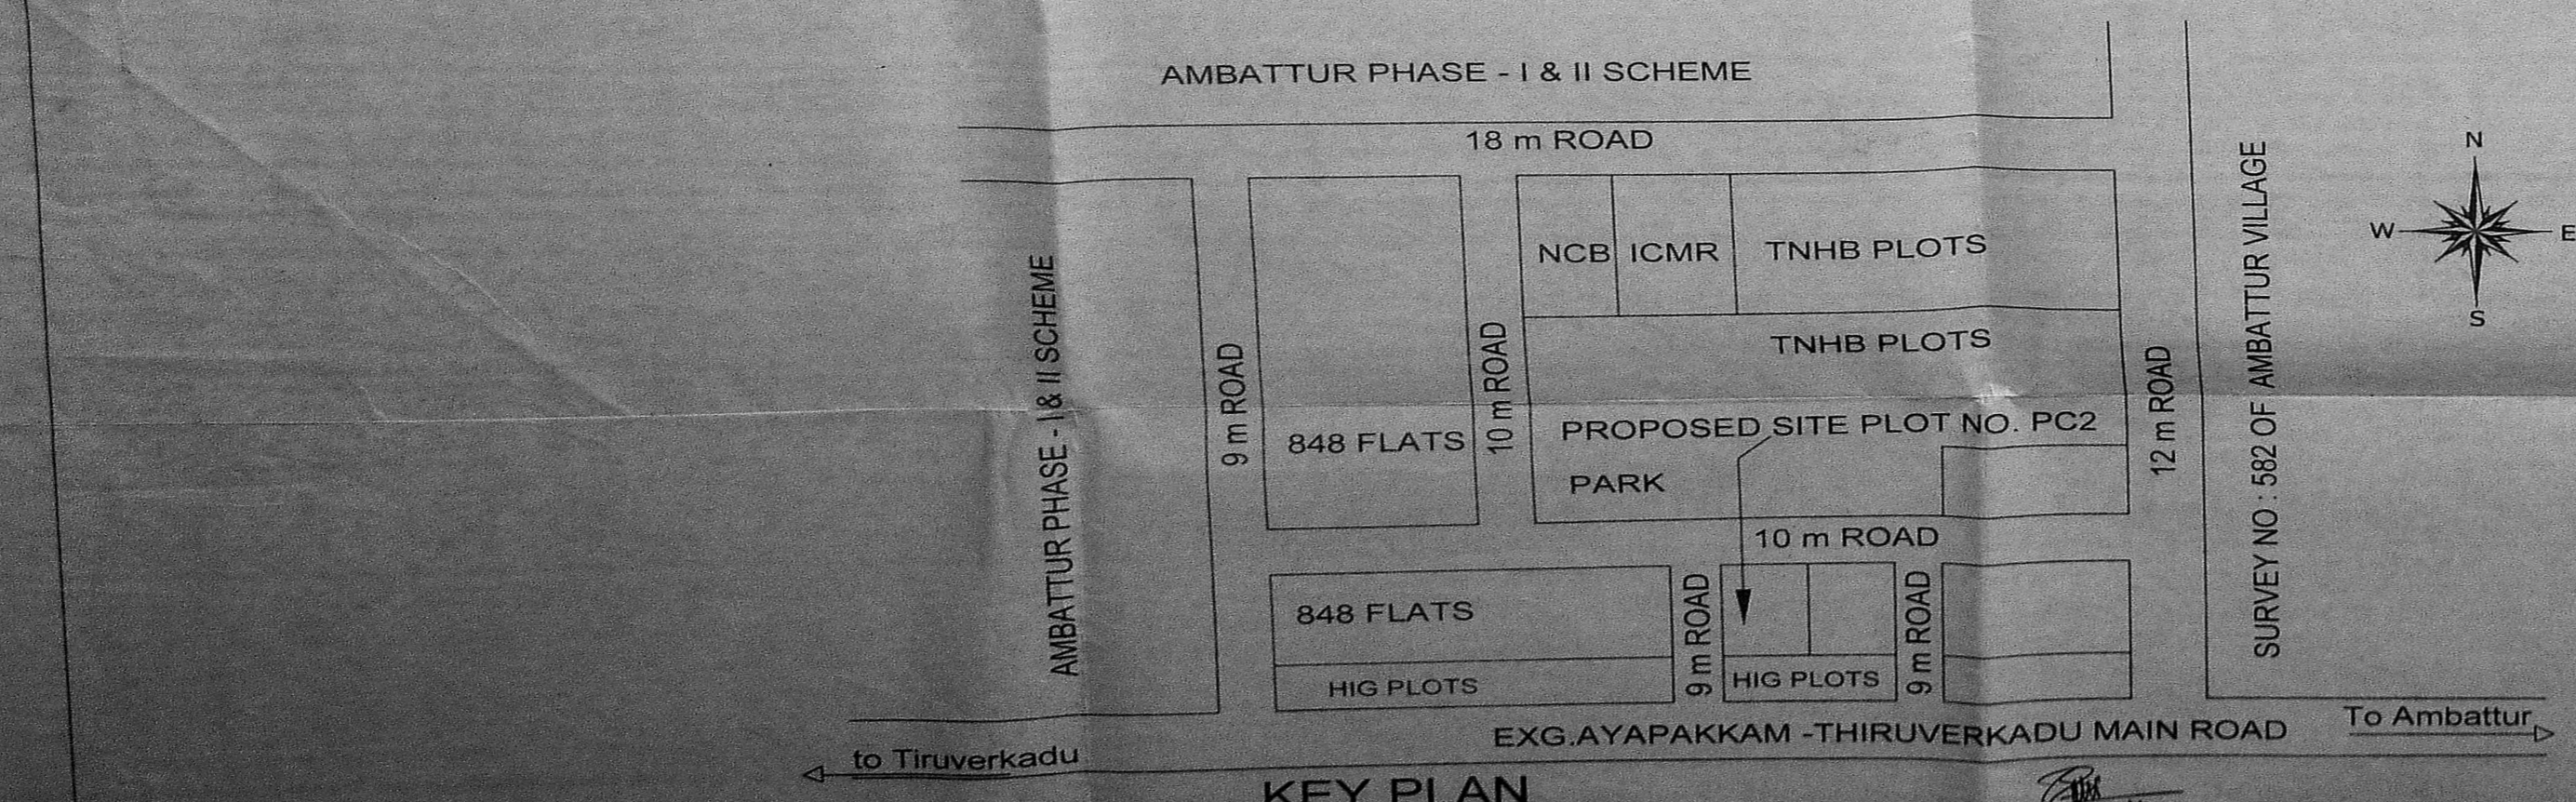 AMBATTUR PHASE - I & II SCHEME
18 m ROAD
N
W
E
S
NCB
ICMR
TNHB PLOTS
TNHB PLOTS
AMBATTUR PHASE - I & II SCHEME
9 m ROAD
848 FLATS
10 m ROAD
PROPOSED SITE PLOT NO. PC2
PARK
12 m ROAD
SURVEY NO : 582 OF AMBATTUR VILLAGE
10 m ROAD
848 FLATS
HIG PLOTS
9 m ROAD
HIG PLOTS
9 m ROAD
EXG.AYAPAKKAM -THIRUVERKADU MAIN ROAD
To Ambattur
to Tiruverkadu
KEY PLAN